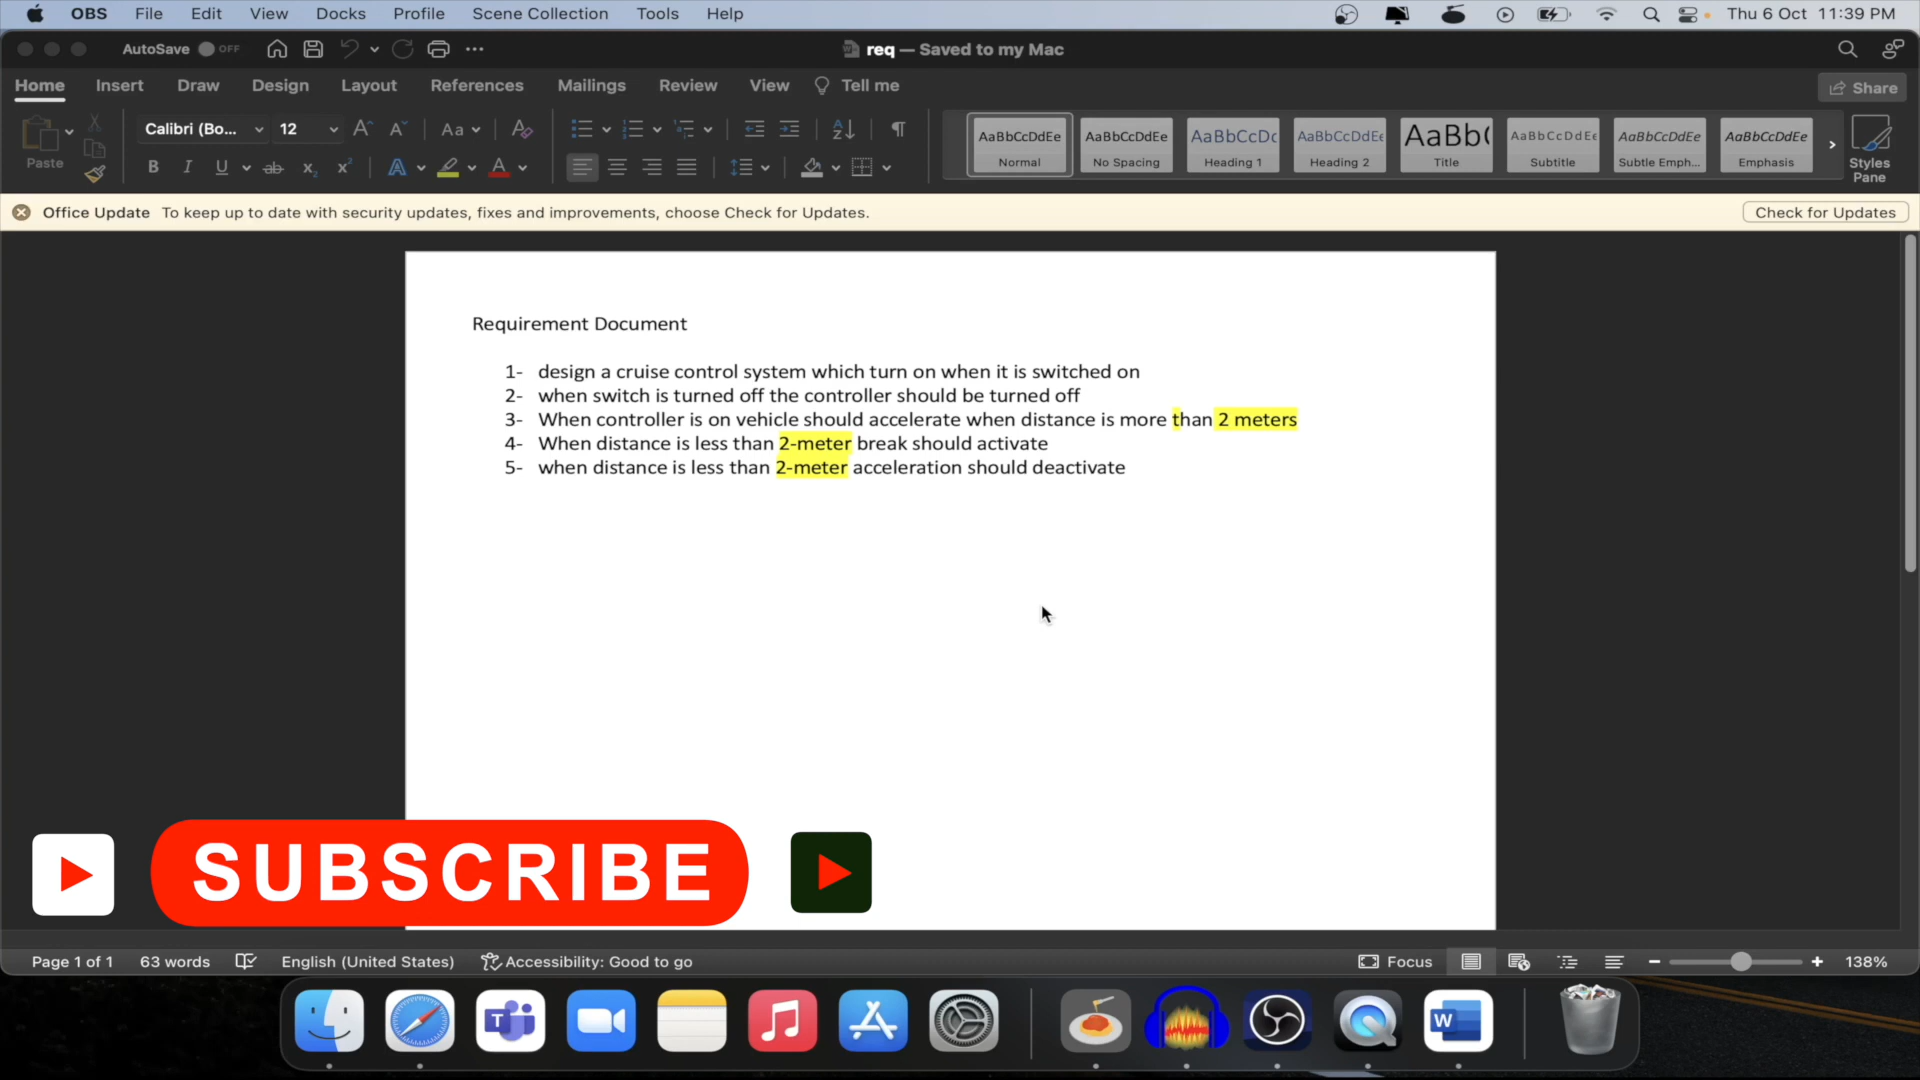 OBS File Edit View Docks Profile Scene Collection Tools Help Thu 6 Oct 11:39 PM
AutoSave OFF req — Saved to my Mac
Home Insert Draw Design Layout References Mailings Review View Tell me Share
Paste Calibri (Bo... 12 Aa
AaBbCcDdEe AaBbCcDdEe AaBbCcDc AaBbCcDdEe AaBb( AaBbCcDdEe AaBbCcDdEe AaBbCcDdEe
Normal No Spacing Heading 1 Heading 2 Title Subtitle Subtle Emph... Emphasis Styles Pane
Office Update To keep up to date with security updates, fixes and improvements, choose Check for Updates. Check for Updates
Requirement Document
1- design a cruise control system which turn on when it is switched on
2- when switch is turned off the controller should be turned off
3- When controller is on vehicle should accelerate when distance is more than 2 meters
4- When distance is less than 2-meter break should activate
5- when distance is less than 2-meter acceleration should deactivate
SUBSCRIBE
Page 1 of 1 63 words English (United States) Accessibility: Good to go Focus 138%